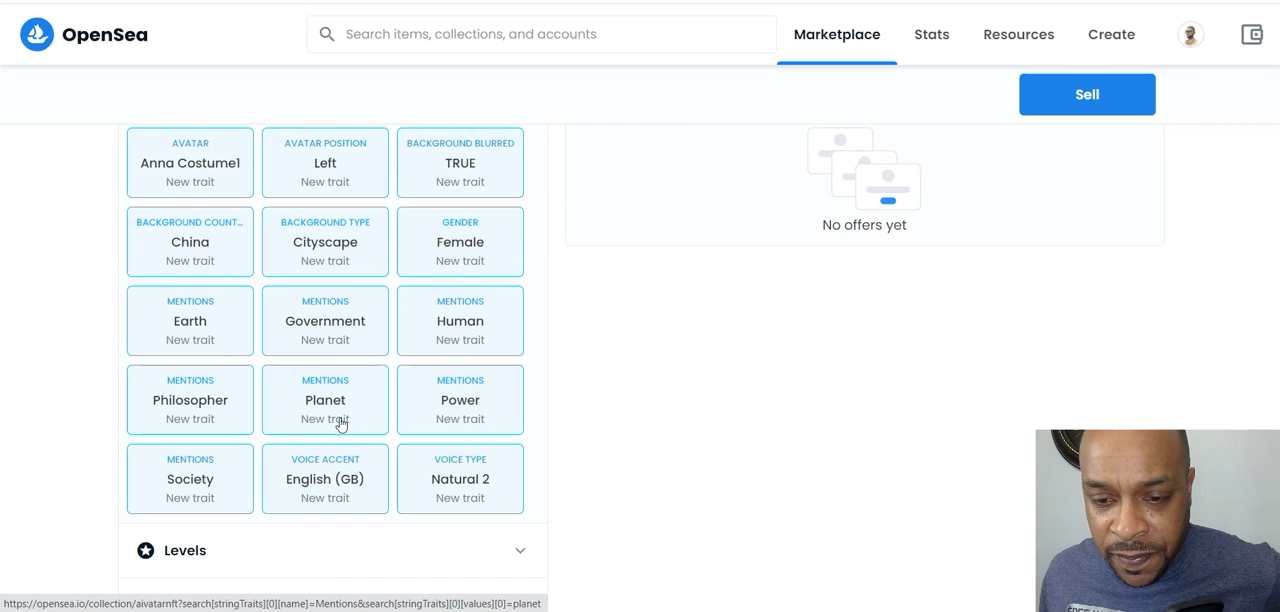 OpenSea
Search items, collections, and accounts
Marketplace
Stats
Resources
Create
Sell
AVATAR
Anna Costume1
New trait
AVATAR POSITION
Left
New trait
BACKGROUND BLURRED
TRUE
New trait
BACKGROUND COUNT...
China
New trait
BACKGROUND TYPE
Cityscape
New trait
GENDER
Female
New trait
MENTIONS
Earth
New trait
MENTIONS
Government
New trait
MENTIONS
Human
New trait
MENTIONS
Philosopher
New trait
MENTIONS
Planet
New trait
MENTIONS
Power
New trait
MENTIONS
Society
New trait
VOICE ACCENT
English (GB)
New trait
VOICE TYPE
Natural 2
New trait
Levels
No offers yet
https://opensea.io/collection/aivatarnft?search[stringTraits][0][name]=Mentions&search[stringTraits][0][values][0]=planet